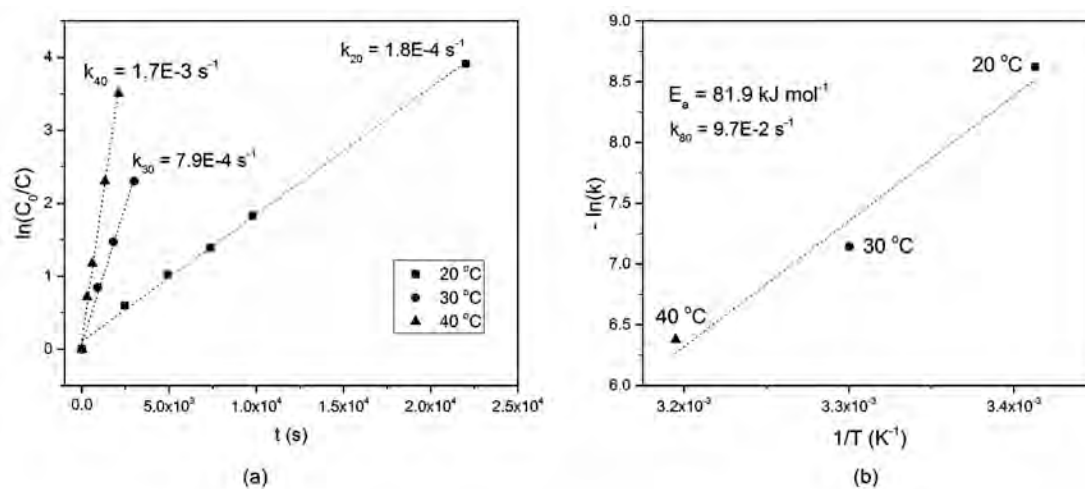 k₂₀ = 1.8E-4 s⁻¹
k₄₀ = 1.7E-3 s⁻¹
k₃₀ = 7.9E-4 s⁻¹
ln(C₀/C)
4
3
2
1
0
20 °C
30 °C
40 °C
0.0
5.0x10³
1.0x10⁴
1.5x10⁴
2.0x10⁴
2.5x10⁴
t (s)
(a)
- ln(k)
9.0
8.5
8.0
7.5
7.0
6.5
6.0
20 °C
Eₐ = 81.9 kJ mol⁻¹
k₈₀ = 9.7E-2 s⁻¹
30 °C
40 °C
3.2x10⁻³
3.3x10⁻³
3.4x10⁻³
1/T (K⁻¹)
(b)